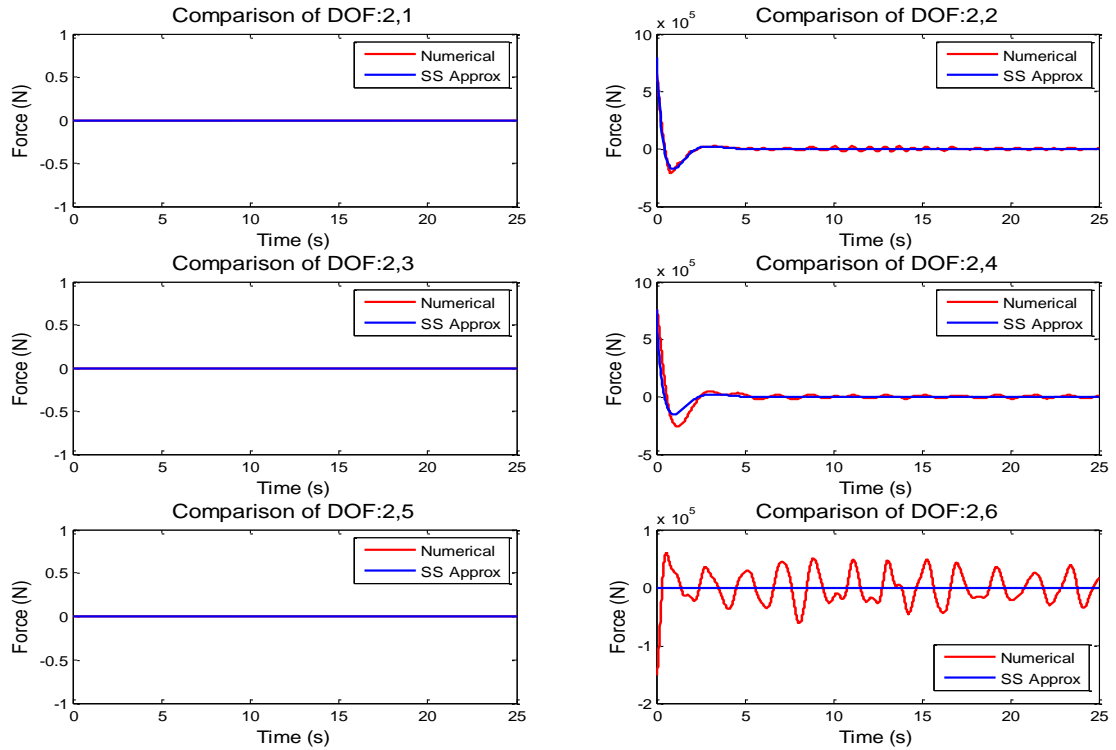 Comparison of DOF:2,1
1
0.5
0
-0.5
-1
0 5 10 15 20 25
Force (N)
Time (s)
Numerical
SS Approx
Comparison of DOF:2,2
x 10^5
10
5
0
-5
0 5 10 15 20 25
Force (N)
Time (s)
Numerical
SS Approx
Comparison of DOF:2,3
1
0.5
0
-0.5
-1
0 5 10 15 20 25
Force (N)
Time (s)
Numerical
SS Approx
Comparison of DOF:2,4
x 10^5
10
5
0
-5
0 5 10 15 20 25
Force (N)
Time (s)
Numerical
SS Approx
Comparison of DOF:2,5
1
0.5
0
-0.5
-1
0 5 10 15 20 25
Force (N)
Time (s)
Numerical
SS Approx
Comparison of DOF:2,6
x 10^5
1
0
-1
-2
0 5 10 15 20 25
Force (N)
Time (s)
Numerical
SS Approx